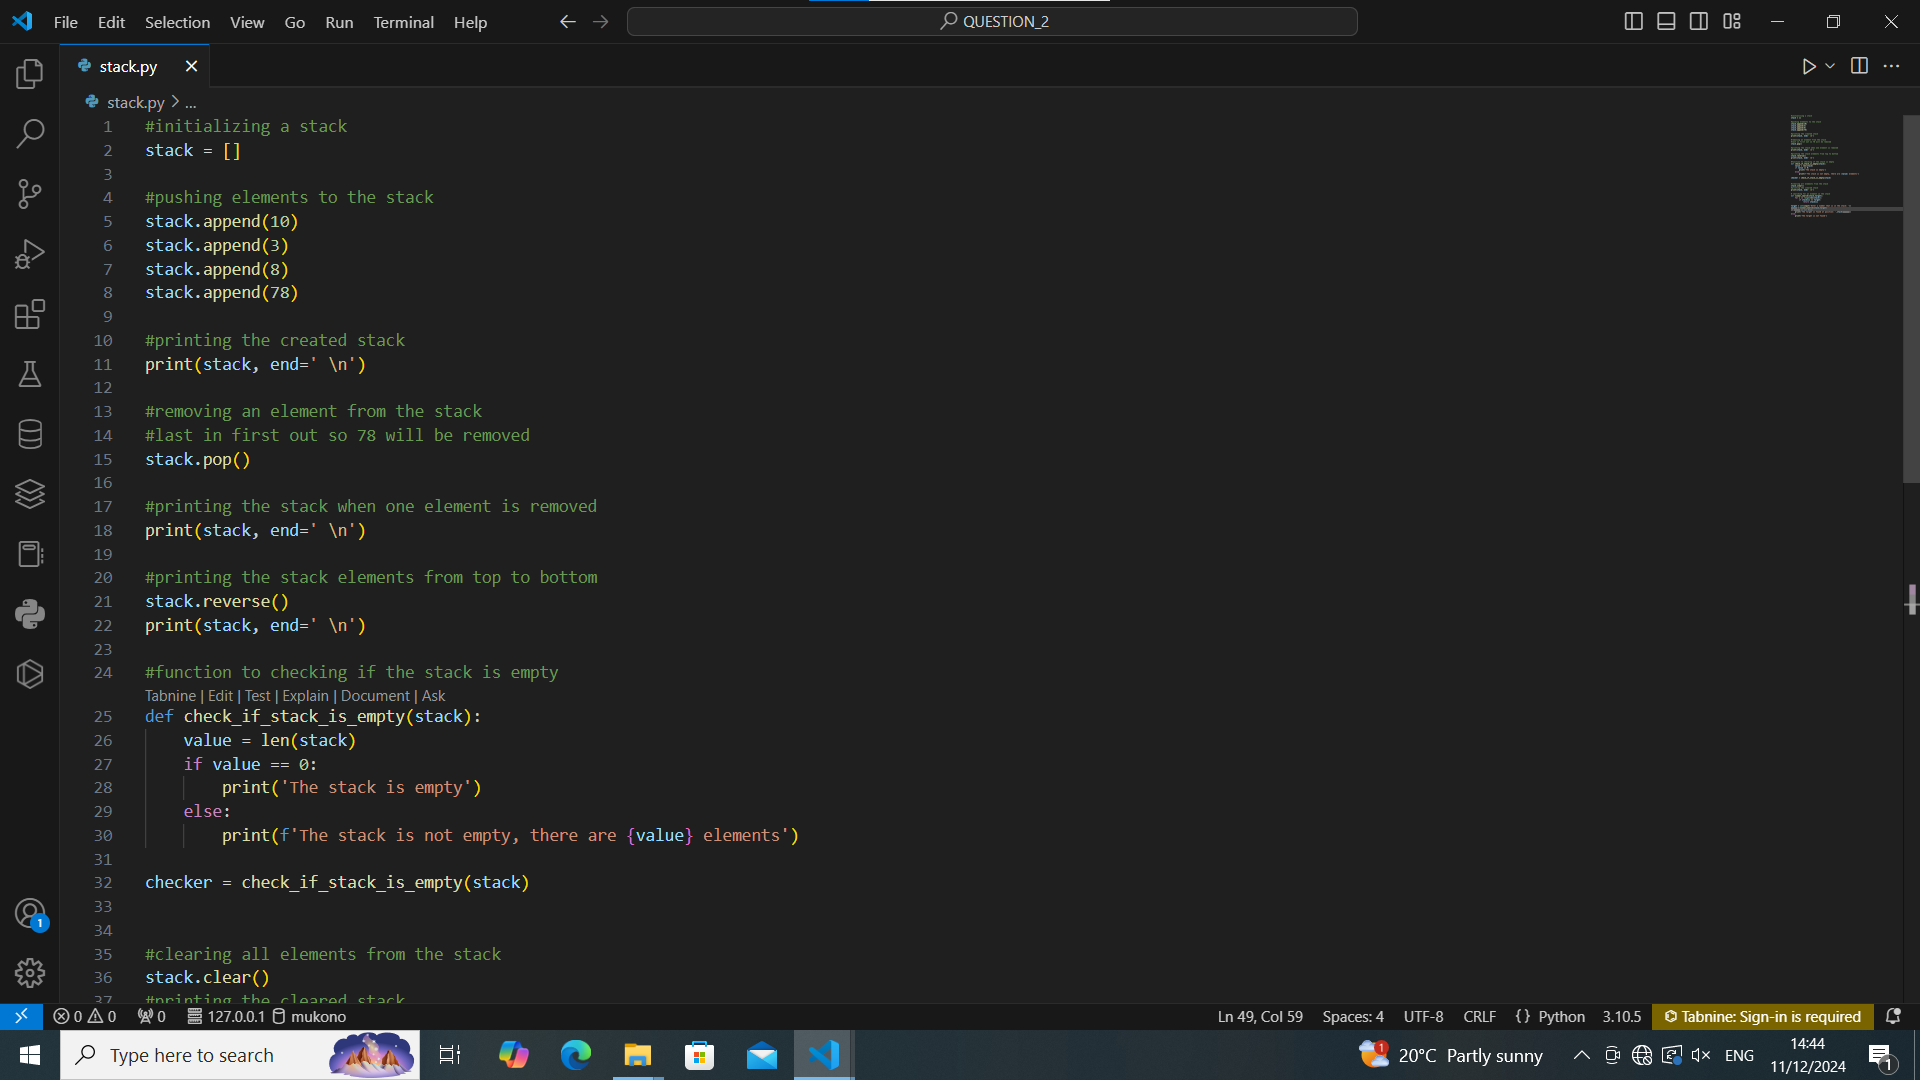 File Edit Selection View Go Run Terminal Help QUESTION_2
stack.py
stack.py > ...
1 #initializing a stack
2 stack = []
3
4 #pushing elements to the stack
5 stack.append(10)
6 stack.append(3)
7 stack.append(8)
8 stack.append(78)
9
10 #printing the created stack
11 print(stack, end=' \n')
12
13 #removing an element from the stack
14 #last in first out so 78 will be removed
15 stack.pop()
16
17 #printing the stack when one element is removed
18 print(stack, end=' \n')
19
20 #printing the stack elements from top to bottom
21 stack.reverse()
22 print(stack, end=' \n')
23
24 #function to checking if the stack is empty
Tabnine | Edit | Test | Explain | Document | Ask
25 def check_if_stack_is_empty(stack):
26     value = len(stack)
27     if value == 0:
28         print('The stack is empty')
29     else:
30         print(f'The stack is not empty, there are {value} elements')
31
32 checker = check_if_stack_is_empty(stack)
33
34
35 #clearing all elements from the stack
36 stack.clear()
37 #printing the cleared stack
1
0 0 0 127.0.0.1 mukono Ln 49, Col 59 Spaces: 4 UTF-8 CRLF {} Python 3.10.5 Tabnine: Sign-in is required
Type here to search 1 20°C Partly sunny ENG 14:44
11/12/2024 1